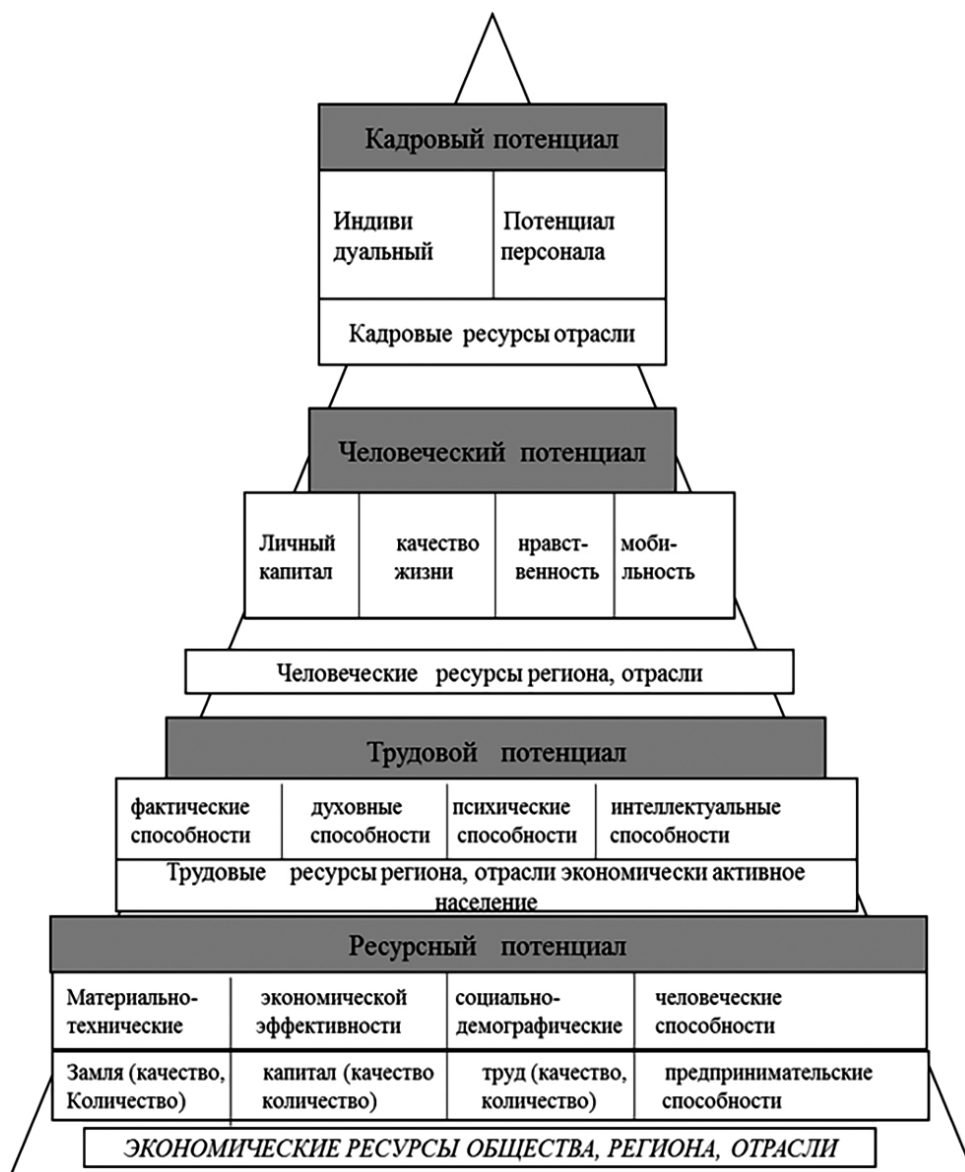 Кадровый потенциал
Индиви Потенциал
дуальный персонала
Кадровые ресурсы отрасли
Человеческий потенциал
Личный качество нравст- моби-
капитал жизни венность льность
Человеческие ресурсы региона, отрасли
Трудовой потенциал
фактические духовные психические интеллектуальные
способности способности способности способности
Трудовые ресурсы региона, отрасли экономически активное
население
Ресурсный потенциал
Материально- экономической социально- человеческие
технические эффективности демографические способности
Замля (качество, капитал (качество труд (качество, предпринимательские
Количество) количество) количество) способности
ЭКОНОМИЧЕСКИЕ РЕСУРСЫ ОБЩЕСТВА, РЕГИОНА, ОТРАСЛИ